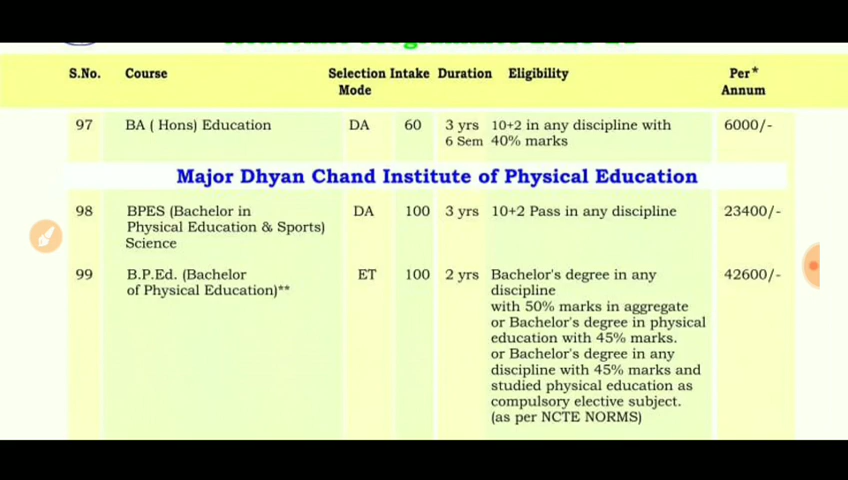 S.No. Course Selection Intake Duration Eligibility Per*
Mode Annum
97 BA ( Hons) Education DA 60 3 yrs 10+2 in any discipline with 6000/-
6 Sem 40% marks
Major Dhyan Chand Institute of Physical Education
98 BPES (Bachelor in DA 100 3 yrs 10+2 Pass in any discipline 23400/-
Physical Education & Sports)
Science
99 B.P.Ed. (Bachelor ET 100 2 yrs Bachelor's degree in any 42600/-
of Physical Education)** discipline
with 50% marks in aggregate
or Bachelor's degree in physical
education with 45% marks.
or Bachelor's degree in any
discipline with 45% marks and
studied physical education as
compulsory elective subject.
(as per NCTE NORMS)